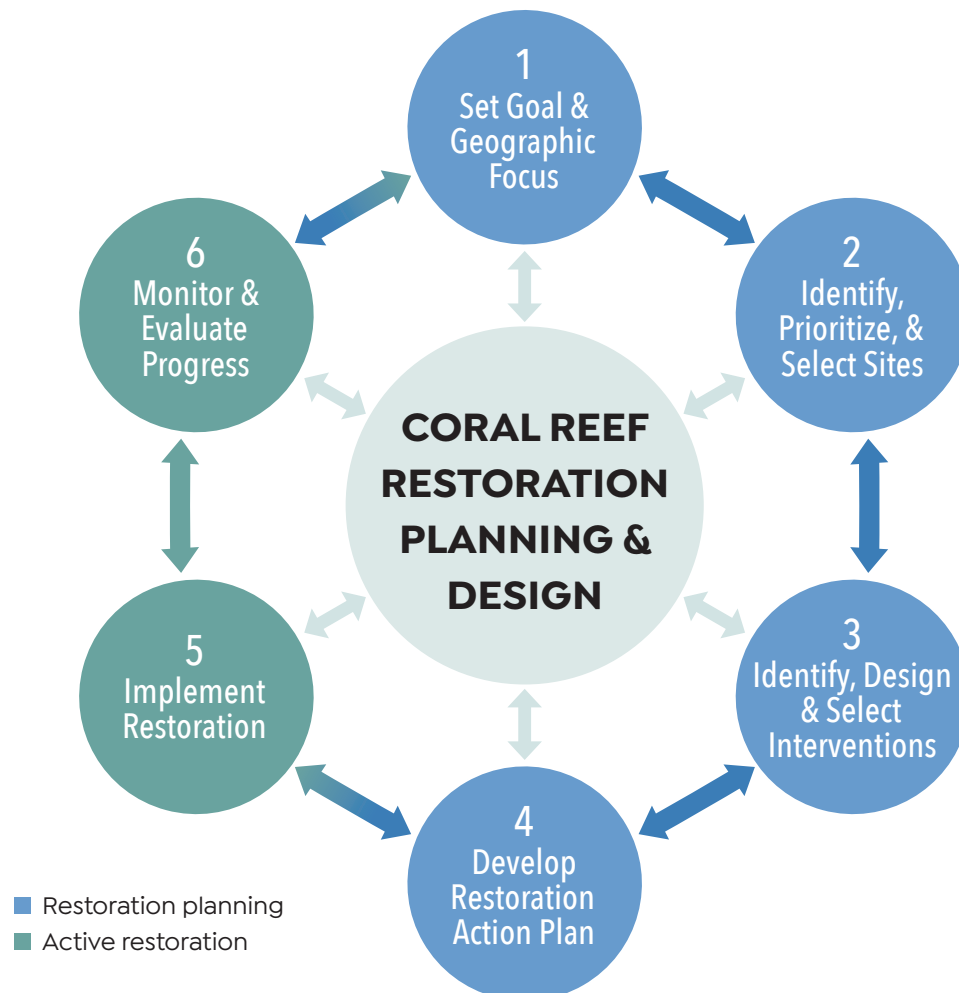 1
Set Goal &
Geographic
Focus
2
Identify,
Prioritize, &
Select Sites
3
Identify, Design
& Select
Interventions
4
Develop
Restoration
Action Plan
5
Implement
Restoration
6
Monitor &
Evaluate
Progress
CORAL REEF
RESTORATION
PLANNING &
DESIGN
Restoration planning
Active restoration